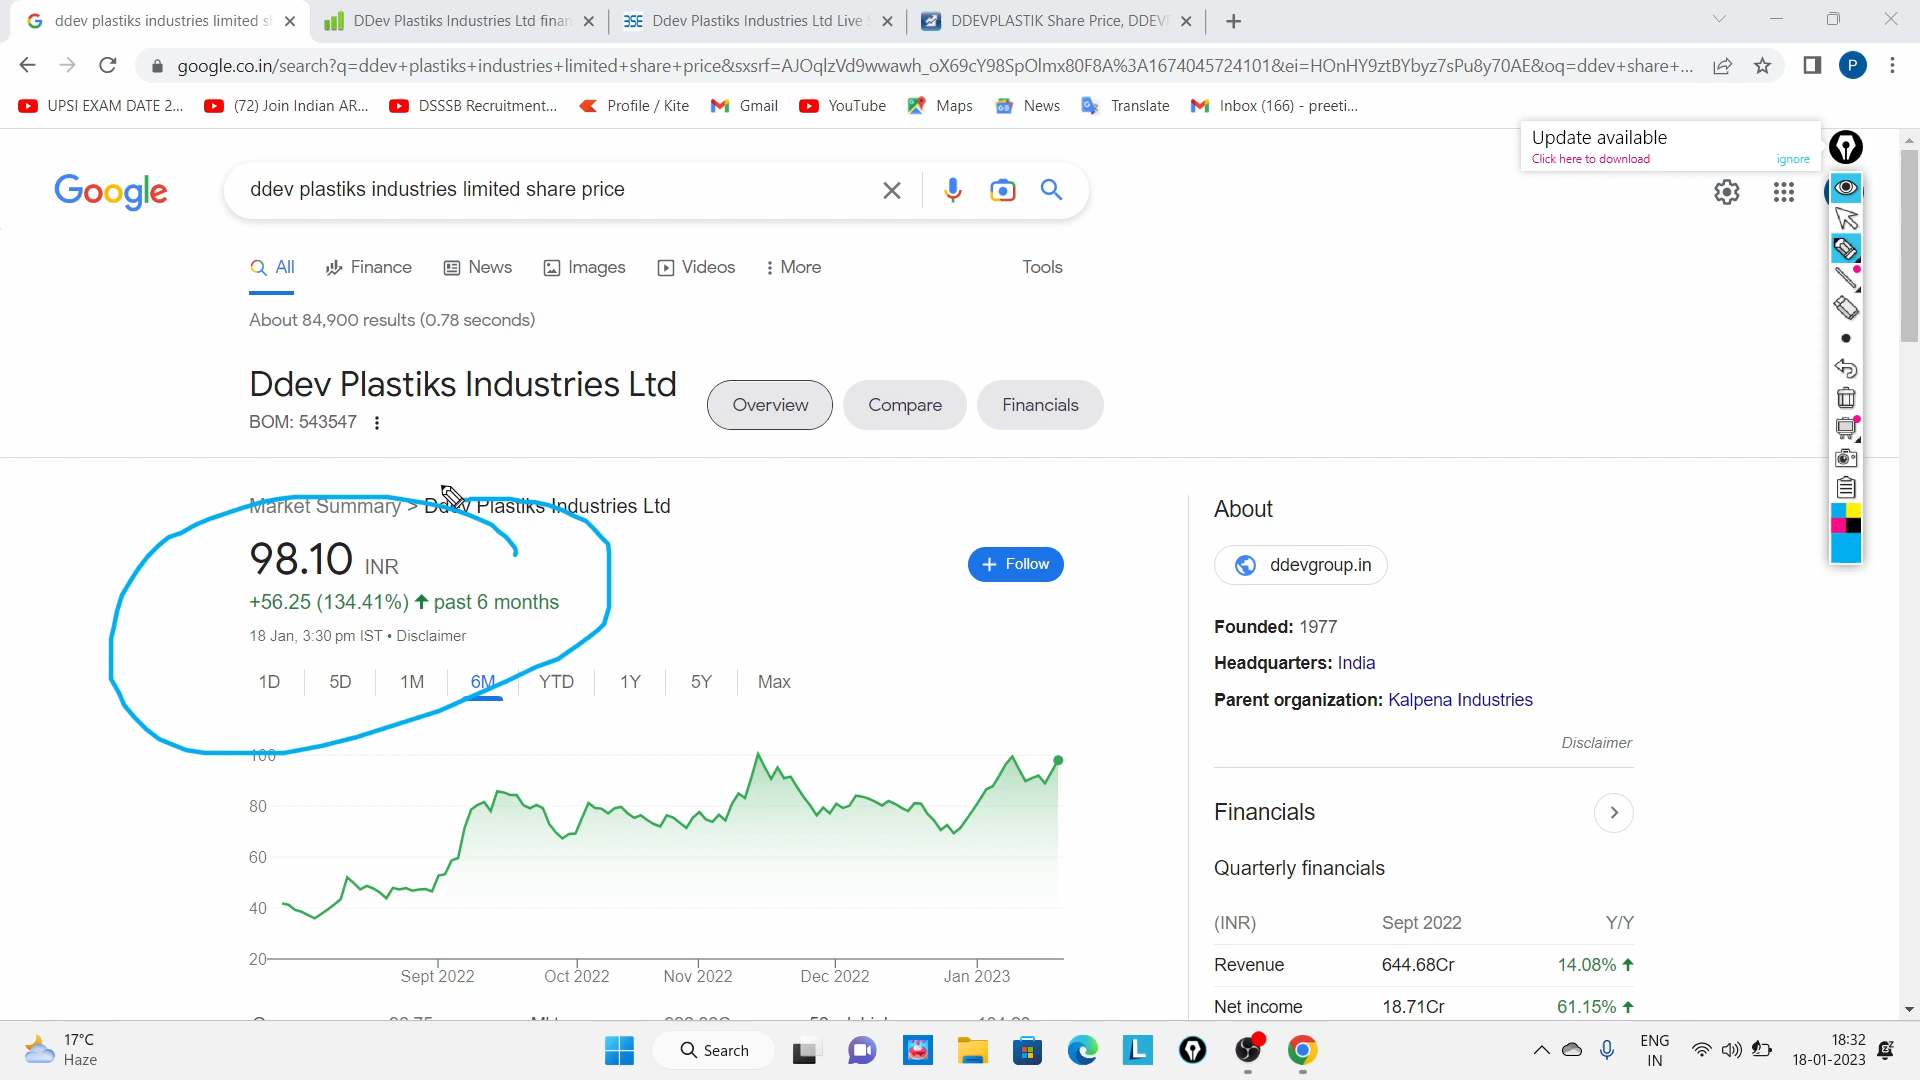 ddev plastiks industries limited s
DDev Plastiks Industries Ltd finan
BSE Ddev Plastiks Industries Ltd Live
DDEVPLASTIK Share Price, DDEVP
google.co.in/search?q=ddev+plastiks+industries+limited+share+price&sxsrf=AJOqlzVd9wwawh_oX69cY98SpOlmx80F8A%3A1674045724101&ei=HOnHY9ztBYbyz7sPu8y70AE&oq=ddev+share+...
P
UPSI EXAM DATE 2...
(72) Join Indian AR...
DSSSB Recruitment...
Profile / Kite
Gmail
YouTube
Maps
News
Translate
Inbox (166) - preeti...
Update available
Click here to download
ignore
Google
ddev plastiks industries limited share price
All
Finance
News
Images
Videos
More
Tools
About 84,900 results (0.78 seconds)
Ddev Plastiks Industries Ltd
BOM: 543547
Overview
Compare
Financials
Market Summary > Ddev Plastiks Industries Ltd
98.10 INR
+56.25 (134.41%) past 6 months
18 Jan, 3:30 pm IST • Disclaimer
Follow
1D 5D 1M 6M YTD 1Y 5Y Max
100
80
60
40
20
Sept 2022 Oct 2022 Nov 2022 Dec 2022 Jan 2023
About
ddevgroup.in
Founded: 1977
Headquarters: India
Parent organization: Kalpena Industries
Disclaimer
Financials
Quarterly financials
(INR) Sept 2022 Y/Y
Revenue 644.68Cr 14.08%
Net income 18.71Cr 61.15%
17°C
Haze
Search
ENG
IN
18:32
18-01-2023